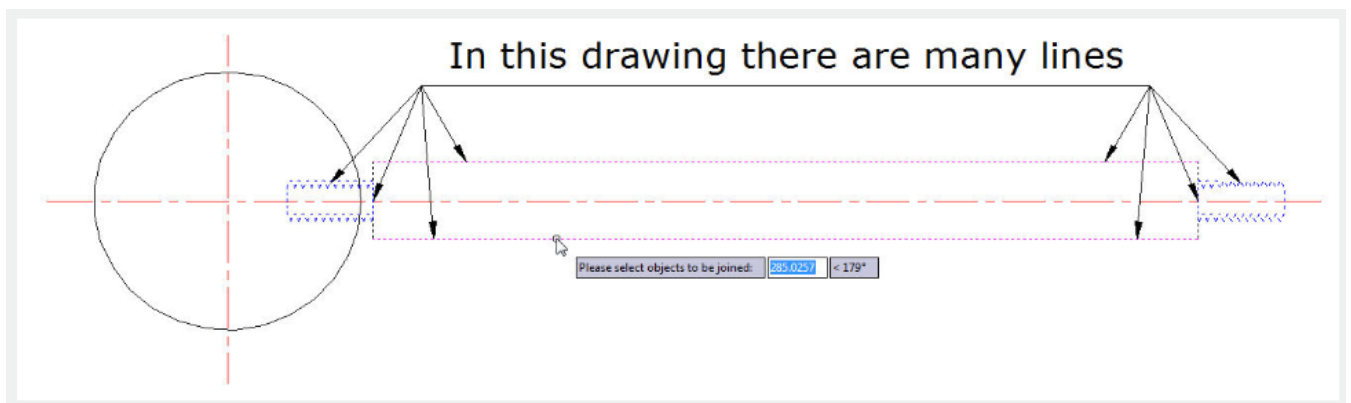 In this drawing there are many lines
Please select objects to be joined: 285.0257 < 179°